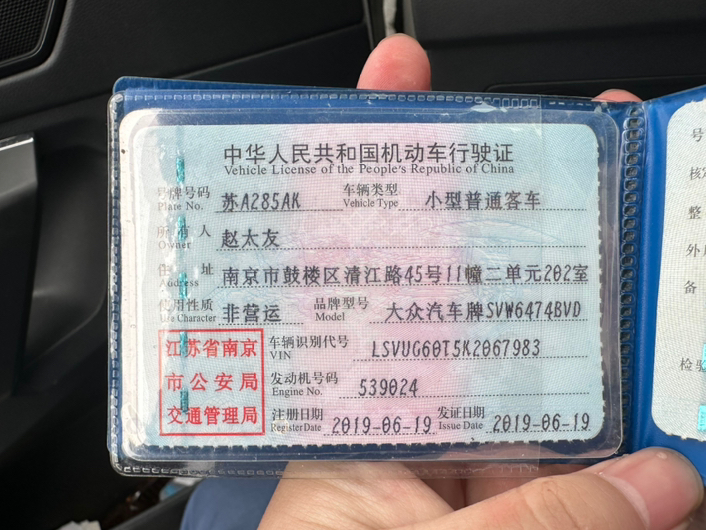 中华人民共和国机动车行驶证
Vehicle License of the People's Republic of China
号牌号码 苏A285AK 车辆类型 小型普通客车
Plate No. Vehicle Type
所有人 赵太友
Owner
住址 南京市鼓楼区清江路45号11幢二单元202室
Address
使用性质 非营运 品牌型号 大众汽车牌SVW6474BVD
Use Character Model
江苏省南京
市公安局
交通管理局
车辆识别代号 LSVUG60T5K2067983
VIN
发动机号码 539024
Engine No.
注册日期 2019-06-19 发证日期 2019-06-19
Register Date Issue Date
号
核定
整
外
备
检验